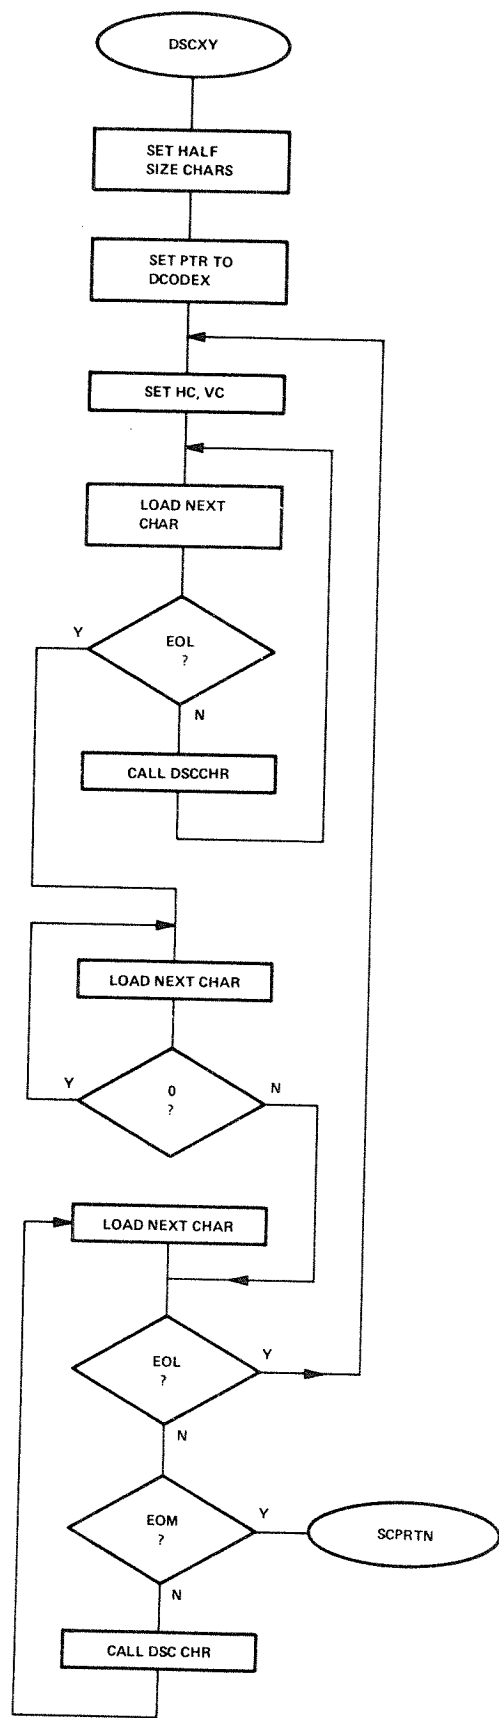 DSCXY
SET HALF
SIZE CHARS
SET PTR TO
DCODEX
SET HC, VC
LOAD NEXT
CHAR
Y
EOL
?
N
CALL DSCCHR
LOAD NEXT CHAR
Y
0
?
N
LOAD NEXT CHAR
EOL
?
Y
N
EOM
?
Y
SCPRTN
N
CALL DSC CHR